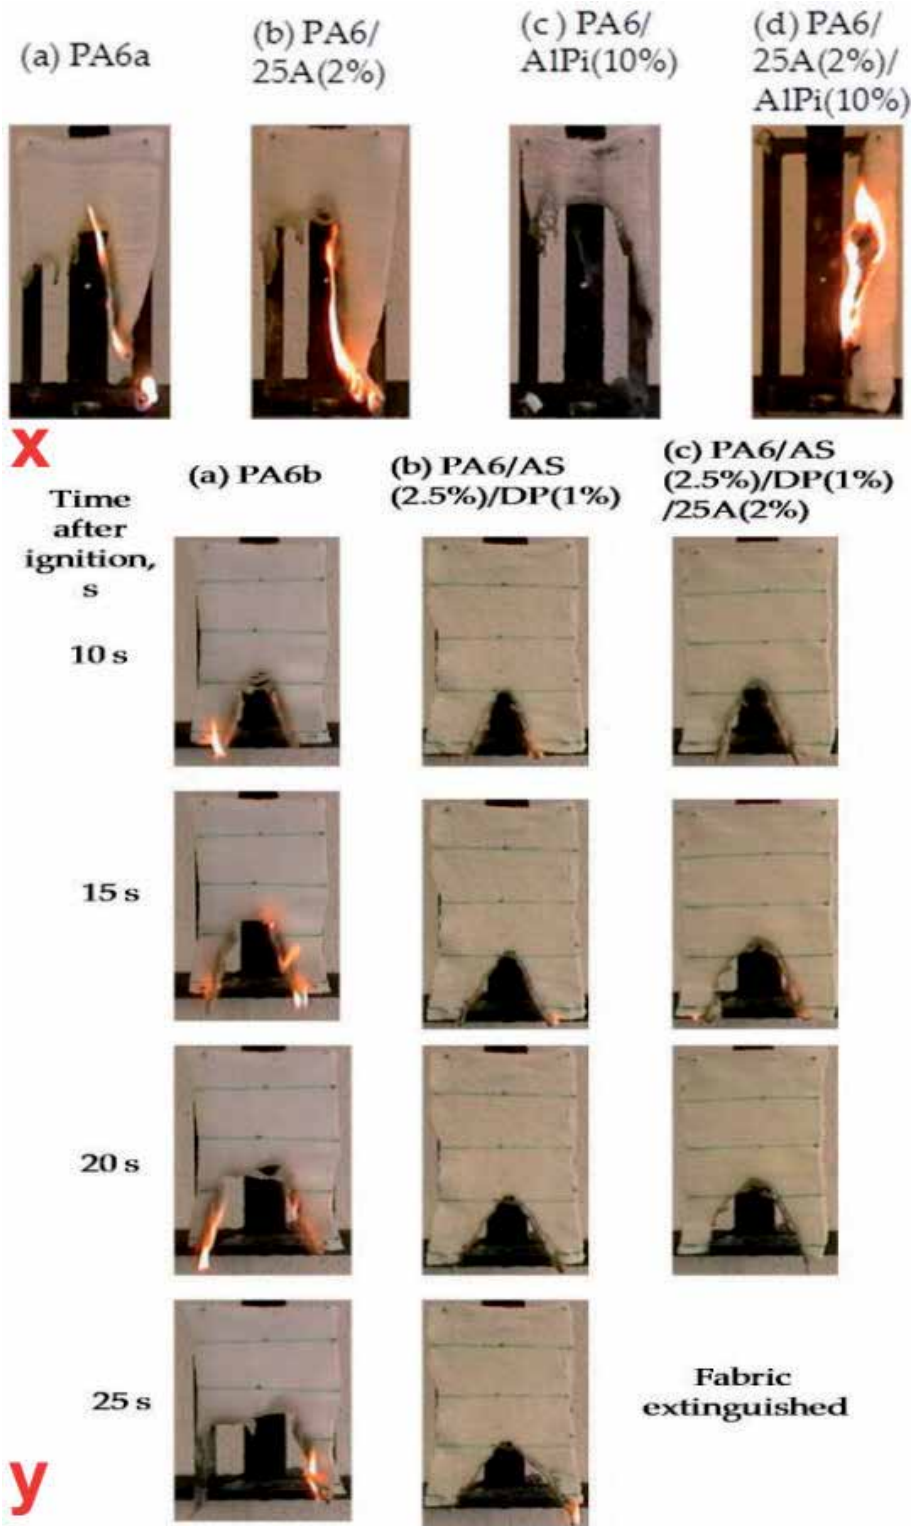 (a) PA6a
(b) PA6/
25A(2%)
(c) PA6/
AlPi(10%)
(d) PA6/
25A(2%)/
AlPi(10%)
x
Time
after
ignition,
s
(a) PA6b
(b) PA6/AS
(2.5%)/DP(1%)
(c) PA6/AS
(2.5%)/DP(1%)
/25A(2%)
10 s
15 s
20 s
25 s
Fabric
extinguished
y